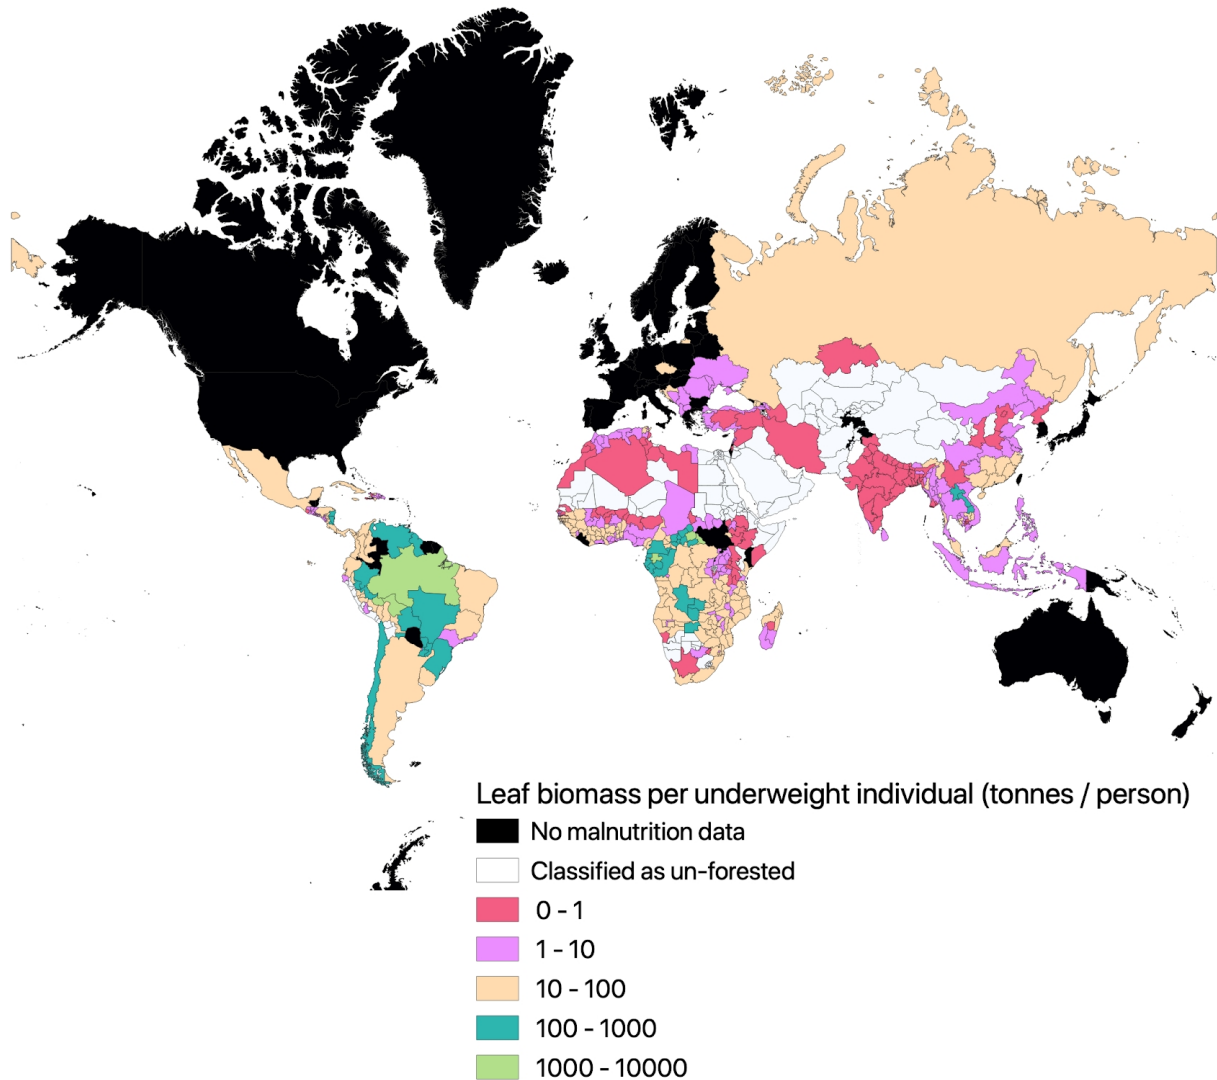 Leaf biomass per underweight individual (tonnes / person)
No malnutrition data
Classified as un-forested
0 - 1
1 - 10
10 - 100
100 - 1000
1000 - 10000